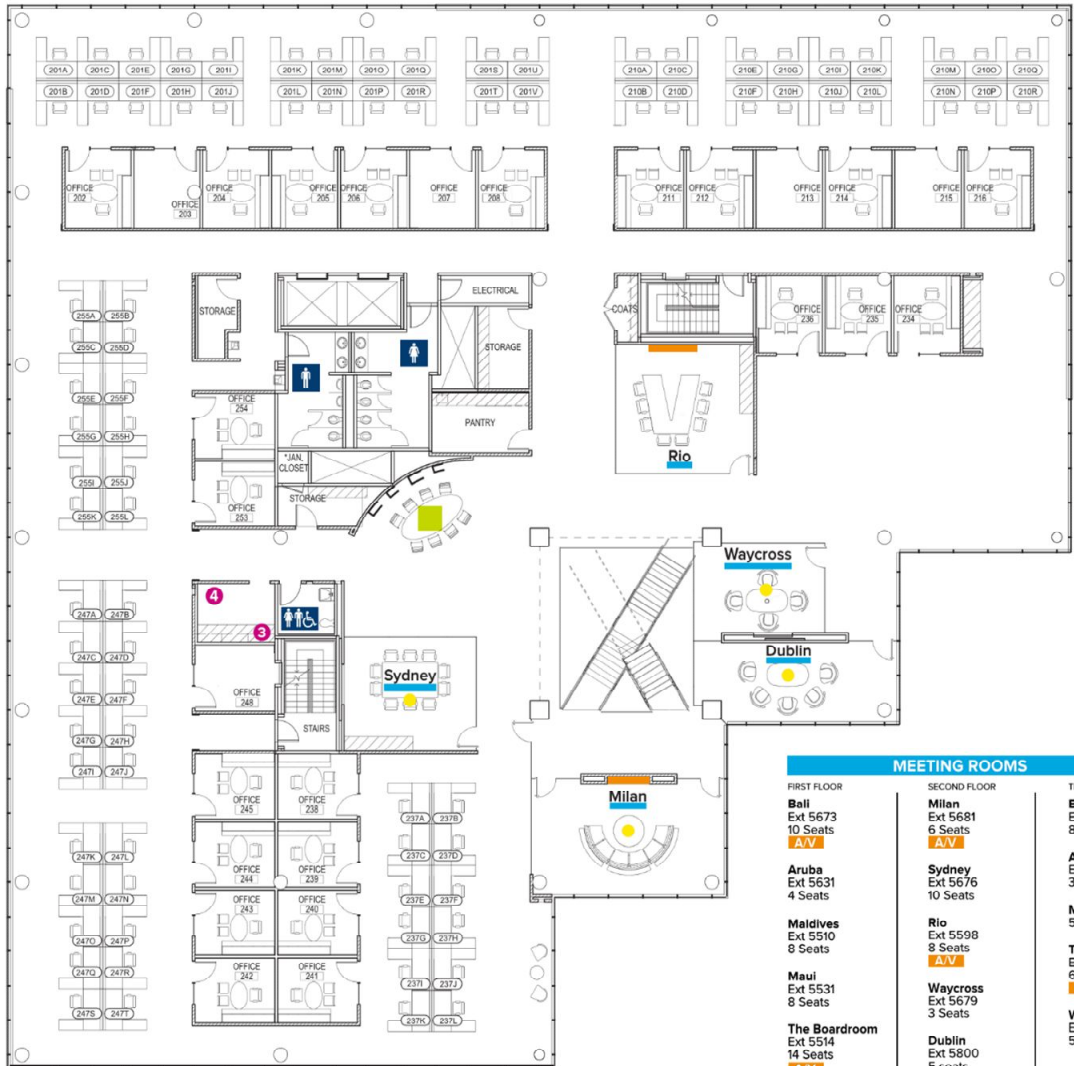 201A 201C 201E 201G 201I 201K 201M 201O 201Q 201S 201U 210A 210C 210E 210G 210I 210K 210M 210O 210Q
201B 201D 201F 201H 201J 201L 201N 201P 201R 201T 201V 210B 210D 210F 210H 210J 210L 210N 210P 210R
OFFICE
202
OFFICE
203
OFFICE
204
OFFICE
205
OFFICE
206
OFFICE
207
OFFICE
208
OFFICE
211
OFFICE
212
OFFICE
213
OFFICE
214
OFFICE
215
OFFICE
216
STORAGE
ELECTRICAL
STORAGE
PANTRY
COATS
OFFICE
236
OFFICE
235
OFFICE
234
255A 255B
255C 255D
255E 255F
255G 255H
255I 255J
255K 255L
OFFICE
254
OFFICE
253
*JAN.
CLOSET
STORAGE
Rio
Waycross
Dublin
4
3
247A 247B
247C 247D
247E 247F
247G 247H
247I 247J
OFFICE
248
STAIRS
Sydney
Milan
247K 247L
247M 247N
247O 247P
247Q 247R
247S 247T
OFFICE
245
OFFICE
238
OFFICE
244
OFFICE
239
OFFICE
243
OFFICE
240
OFFICE
242
OFFICE
241
237A 237B
237C 237D
237E 237F
237G 237H
237I 237J
237K 237L
MEETING ROOMS
FIRST FLOOR
Bali
Ext 5673
10 Seats
A/V
Aruba
Ext 5631
4 Seats
Maldives
Ext 5510
8 Seats
Maui
Ext 5531
8 Seats
The Boardroom
Ext 5514
14 Seats
SECOND FLOOR
Milan
Ext 5681
6 Seats
A/V
Sydney
Ext 5676
10 Seats
Rio
Ext 5598
8 Seats
A/V
Waycross
Ext 5679
3 Seats
Dublin
Ext 5800
5 seats